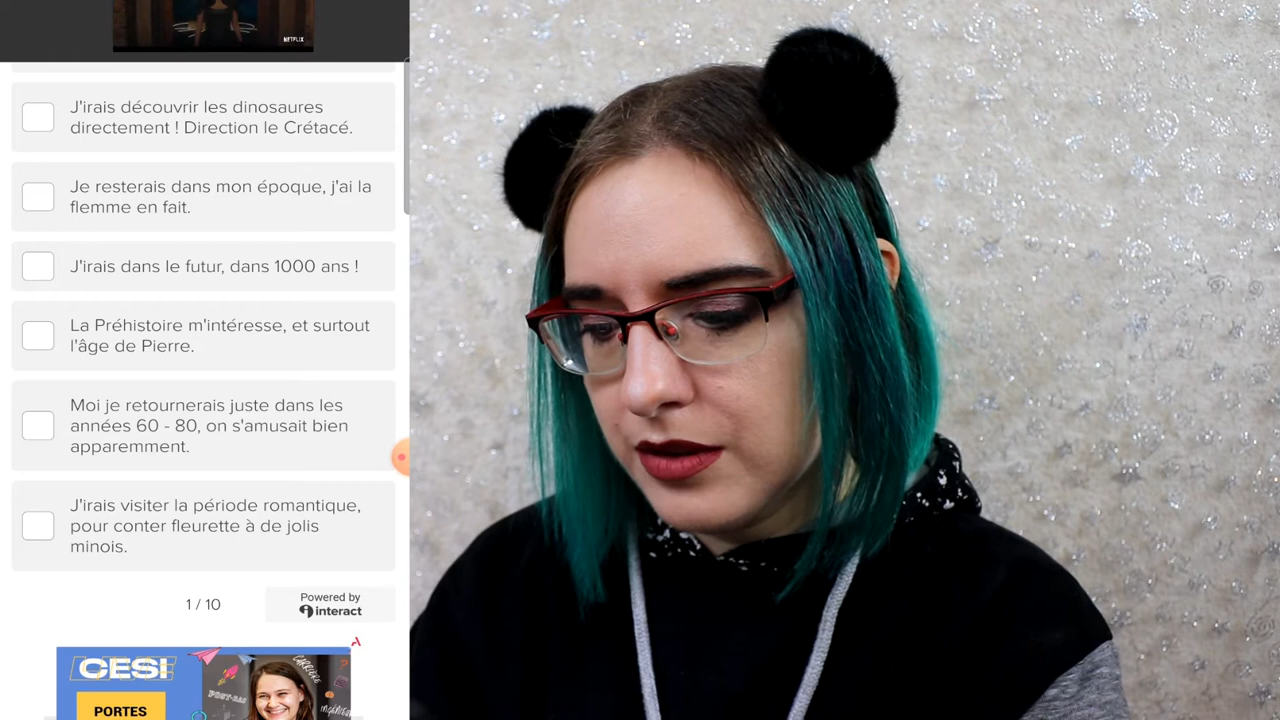 NETFLIX
J'irais découvrir les dinosaures
directement ! Direction le Crétacé.
Je resterais dans mon époque, j'ai la
flemme en fait.
J'irais dans le futur, dans 1000 ans !
La Préhistoire m'intéresse, et surtout
l'âge de Pierre.
Moi je retournerais juste dans les
années 60 - 80, on s'amusait bien
apparemment.
J'irais visiter la période romantique,
pour conter fleurette à de jolis
minois.
1 / 10
Powered by
interact
CESI
PORTES
CARRIÈRE
POST-BAC